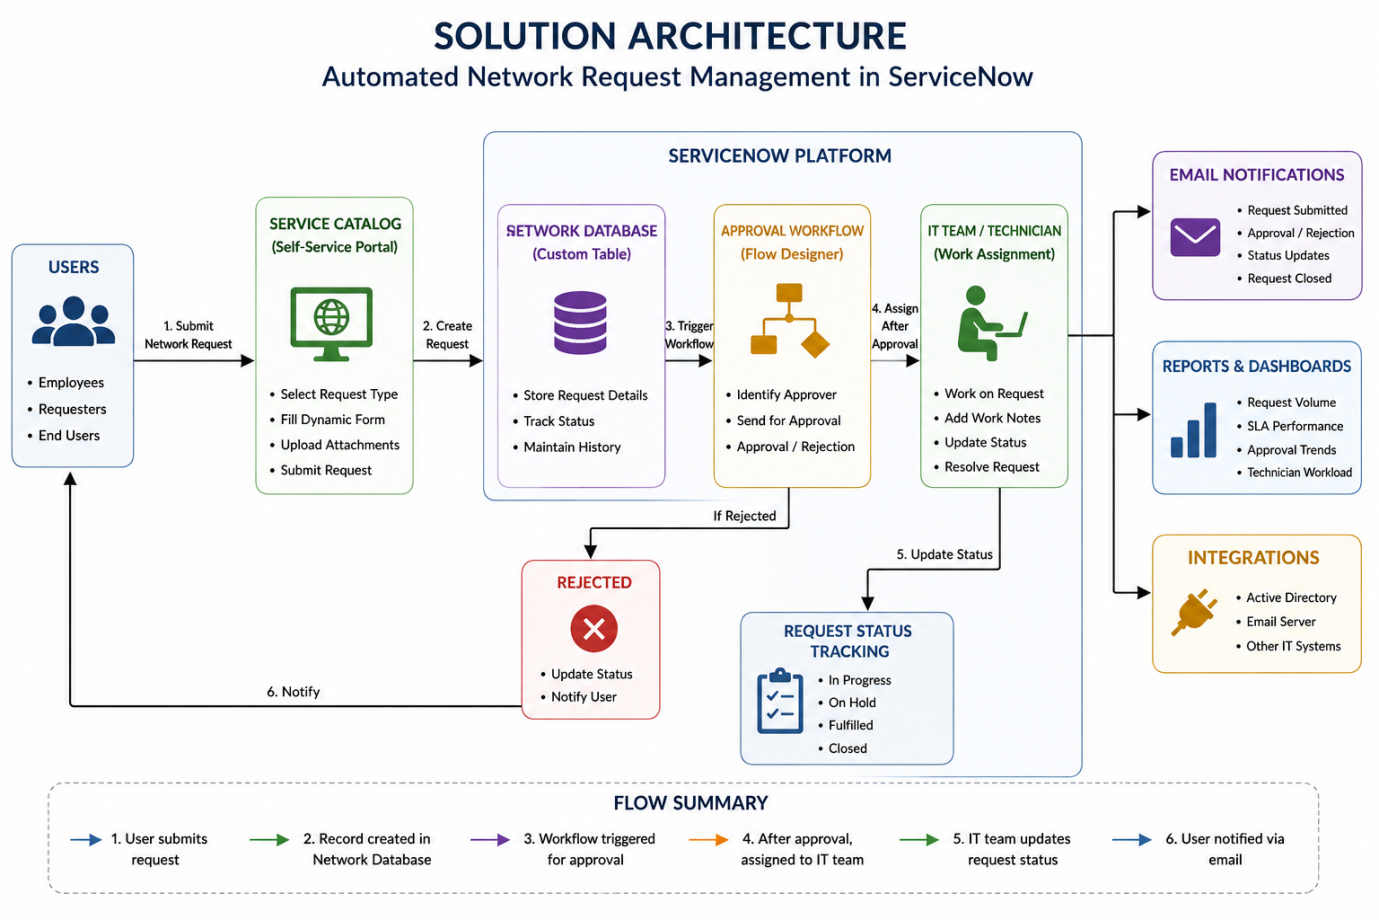 SOLUTION ARCHITECTURE
Automated Network Request Management in ServiceNow
SERVICENOW PLATFORM
USERS
• Employees
• Requesters
• End Users
1. Submit
Network Request
SERVICE CATALOG
(Self-Service Portal)
• Select Request Type
• Fill Dynamic Form
• Upload Attachments
• Submit Request
2. Create
Request
NETWORK DATABASE
(Custom Table)
• Store Request Details
• Track Status
• Maintain History
3. Trigger
Workflow
APPROVAL WORKFLOW
(Flow Designer)
• Identify Approver
• Send for Approval
• Approval / Rejection
4. Assign
After
Approval
IT TEAM / TECHNICIAN
(Work Assignment)
• Work on Request
• Add Work Notes
• Update Status
• Resolve Request
EMAIL NOTIFICATIONS
• Request Submitted
• Approval / Rejection
• Status Updates
• Request Closed
REPORTS & DASHBOARDS
• Request Volume
• SLA Performance
• Approval Trends
• Technician Workload
INTEGRATIONS
• Active Directory
• Email Server
• Other IT Systems
If Rejected
REJECTED
• Update Status
• Notify User
5. Update Status
REQUEST STATUS
TRACKING
• In Progress
• On Hold
• Fulfilled
• Closed
6. Notify
FLOW SUMMARY
1. User submits
request
2. Record created in
Network Database
3. Workflow triggered
for approval
4. After approval,
assigned to IT team
5. IT team updates
request status
6. User notified via
email